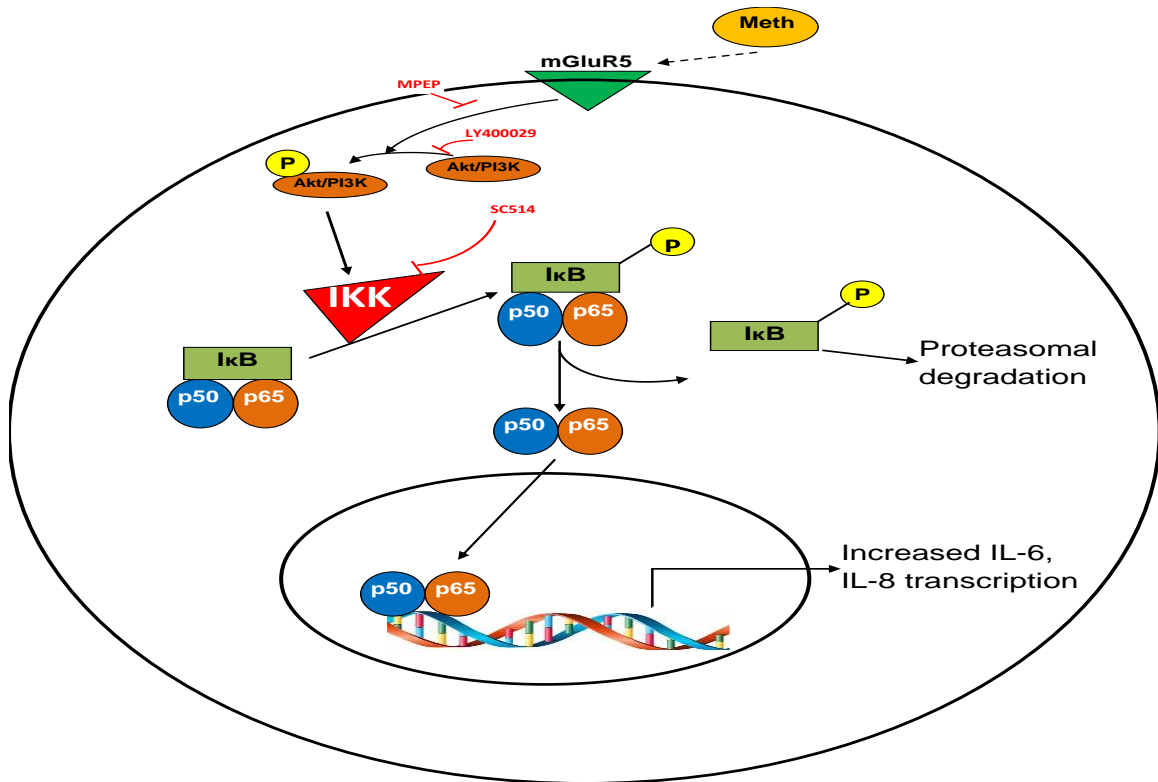 Meth
mGluR5
MPEP
LY400029
P
Akt/PI3K
Akt/PI3K
SC514
P
IκB
p50 p65
IKK
P
IκB
IκB
p50 p65
Proteasomal
degradation
p50 p65
Increased IL-6,
IL-8 transcription
p50 p65